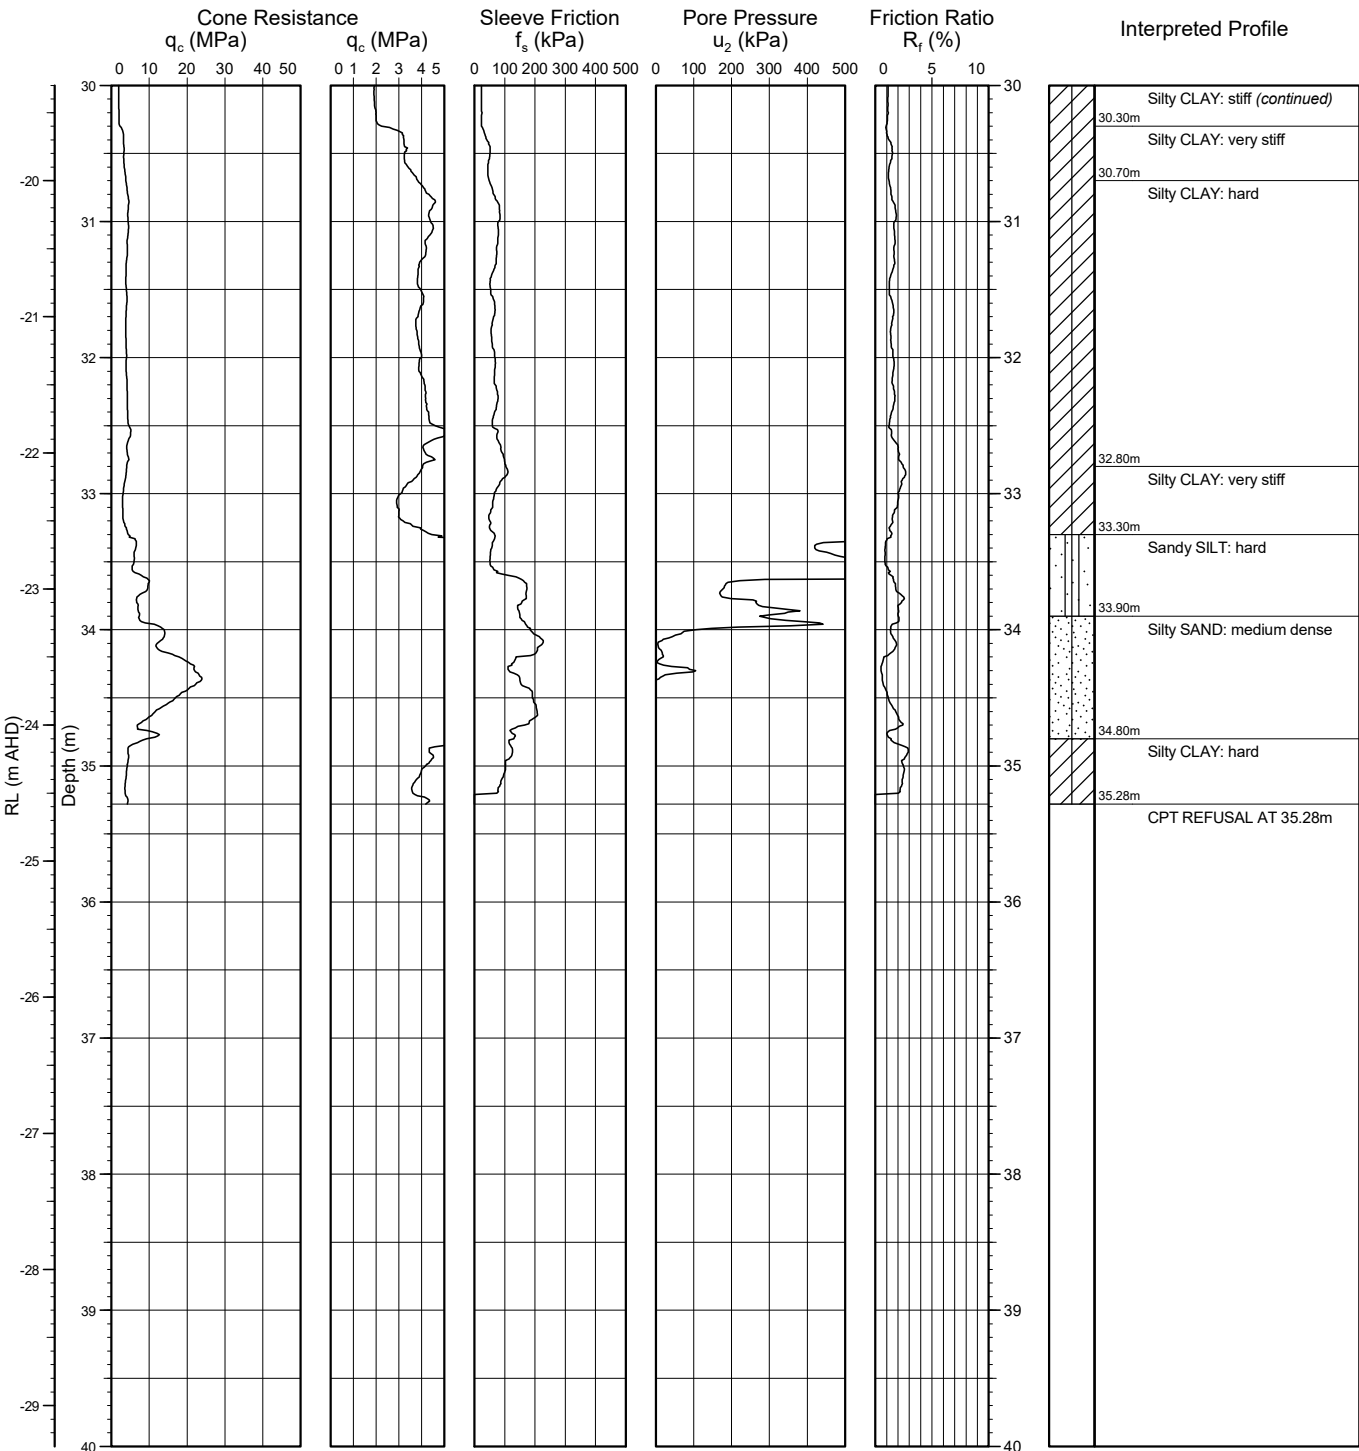 Cone Resistance
q_c (MPa)
0 10 20 30 40 50
q_c (MPa)
0 1 2 3 4 5
Sleeve Friction
f_s (kPa)
0 100 200 300 400 500
Pore Pressure
u_2 (kPa)
0 100 200 300 400 500
Friction Ratio
R_f (%)
0 5 10
Interpreted Profile
RL (m AHD)
-20
-21
-22
-23
-24
-25
-26
-27
-28
-29
Depth (m)
30
31
32
33
34
35
36
37
38
39
40
30
31
32
33
34
35
36
37
38
39
40
Silty CLAY: stiff (continued)
30.30m
Silty CLAY: very stiff
30.70m
Silty CLAY: hard
32.80m
Silty CLAY: very stiff
33.30m
Sandy SILT: hard
33.90m
Silty SAND: medium dense
34.80m
Silty CLAY: hard
35.28m
CPT REFUSAL AT 35.28m